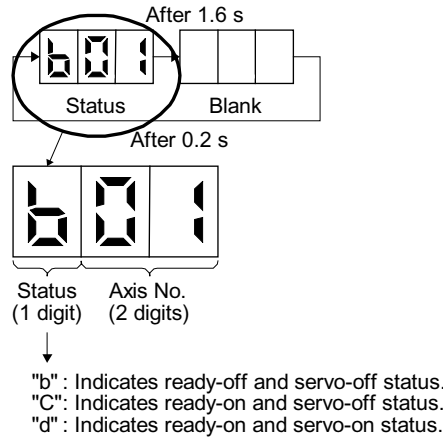 After 1.6 s
b01
Status Blank
After 0.2 s
b01
Status Axis No.
(1 digit) (2 digits)
"b" : Indicates ready-off and servo-off status.
"C": Indicates ready-on and servo-off status.
"d" : Indicates ready-on and servo-on status.